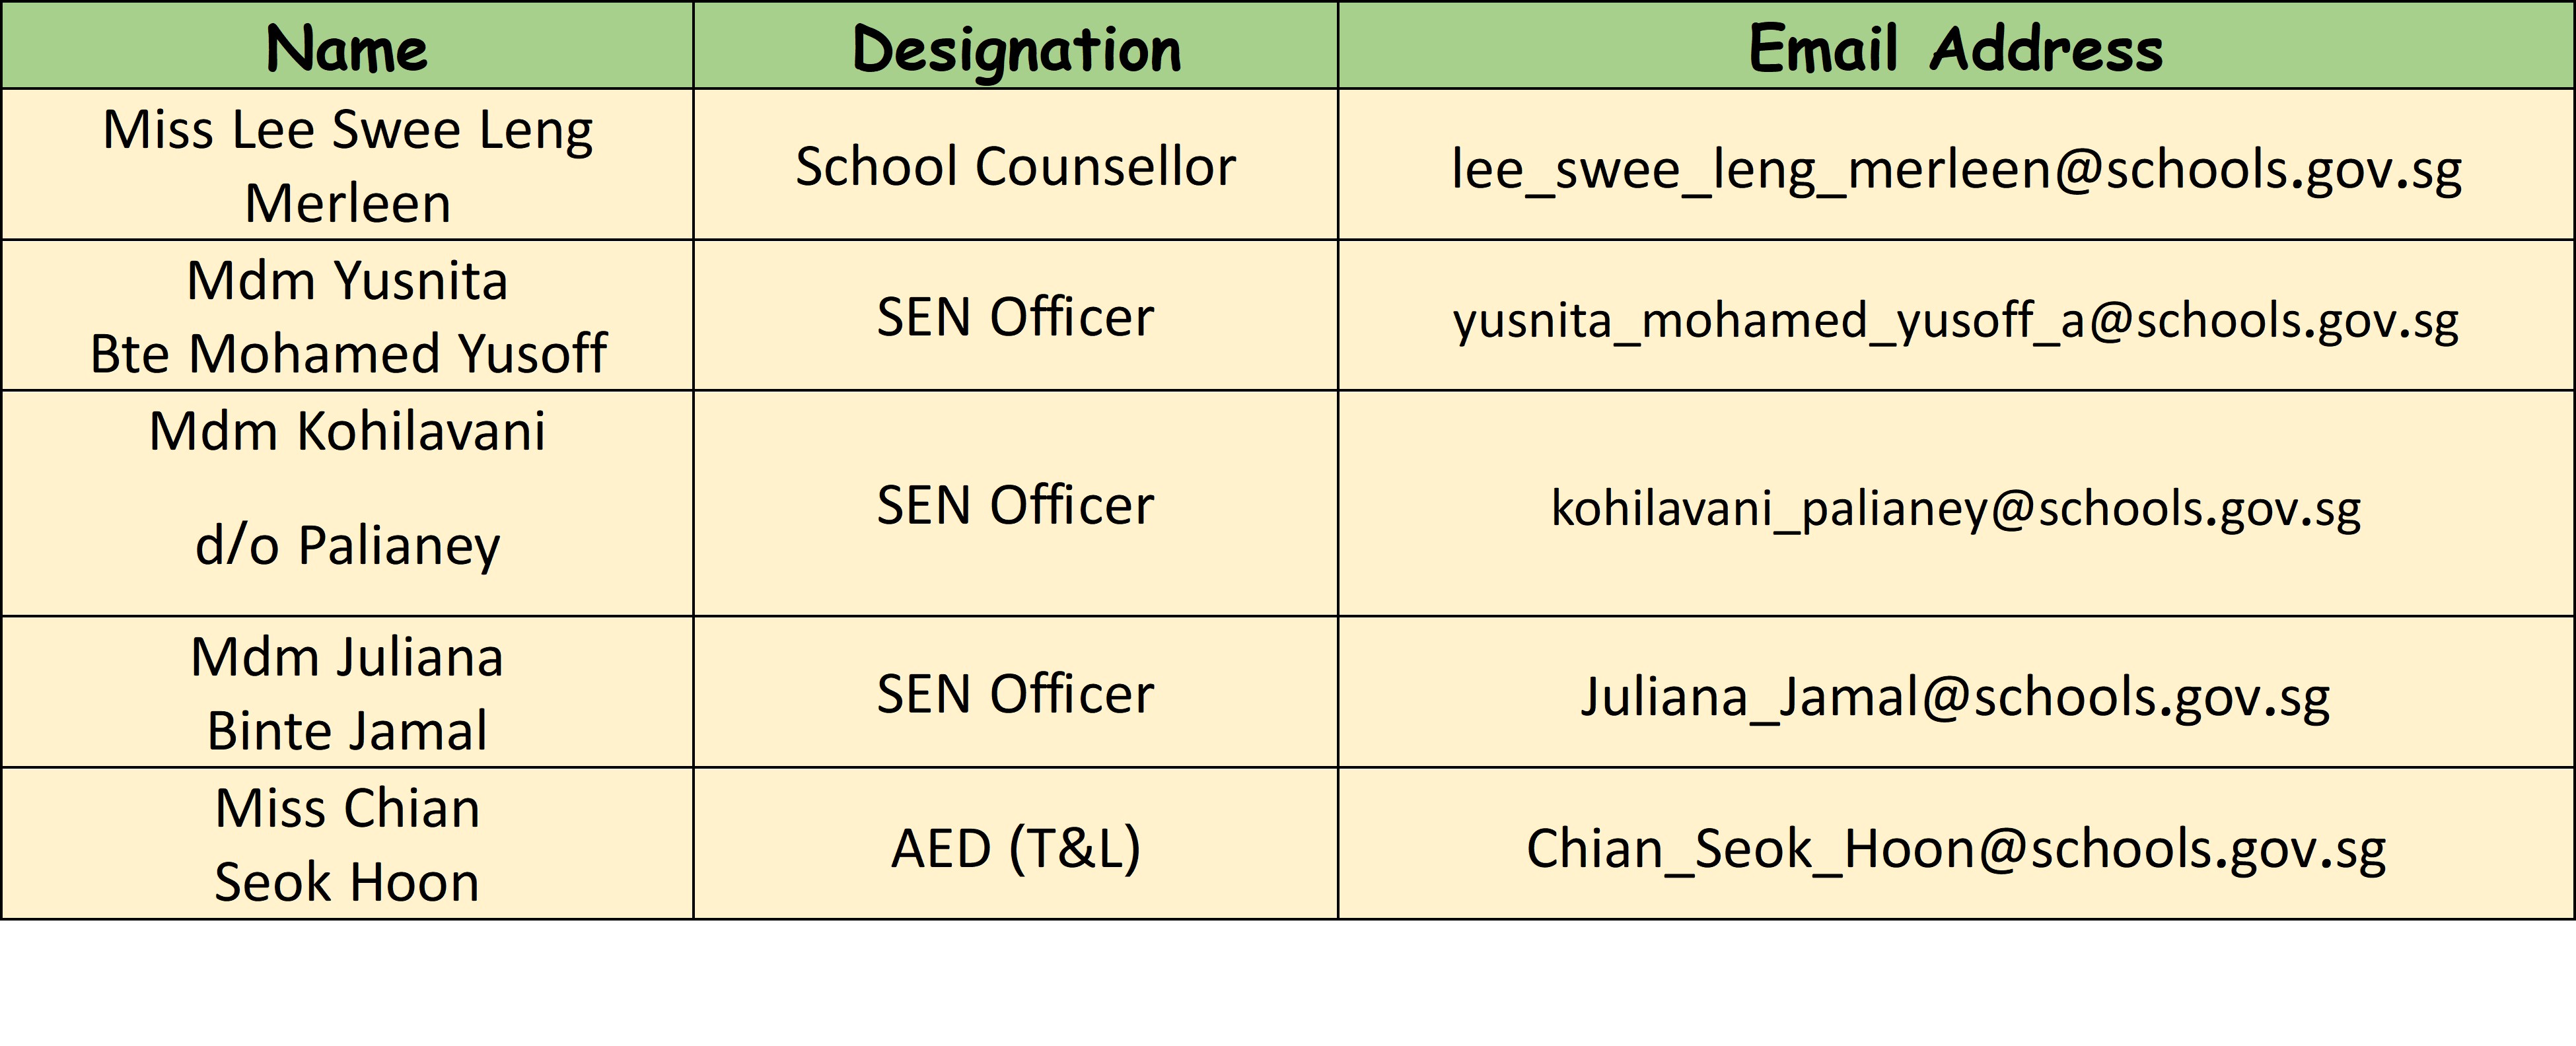 Name Designation Email Address
Miss Lee Swee Leng
Merleen
School Counsellor
lee_swee_leng_merleen@schools.gov.sg
Mdm Yusnita
Bte Mohamed Yusoff
SEN Officer
yusnita_mohamed_yusoff_a@schools.gov.sg
Mdm Kohilavani
d/o Palianey
SEN Officer
kohilavani_palianey@schools.gov.sg
Mdm Juliana
Binte Jamal
SEN Officer
Juliana_Jamal@schools.gov.sg
Miss Chian
Seok Hoon
AED (T&L)
Chian_Seok_Hoon@schools.gov.sg